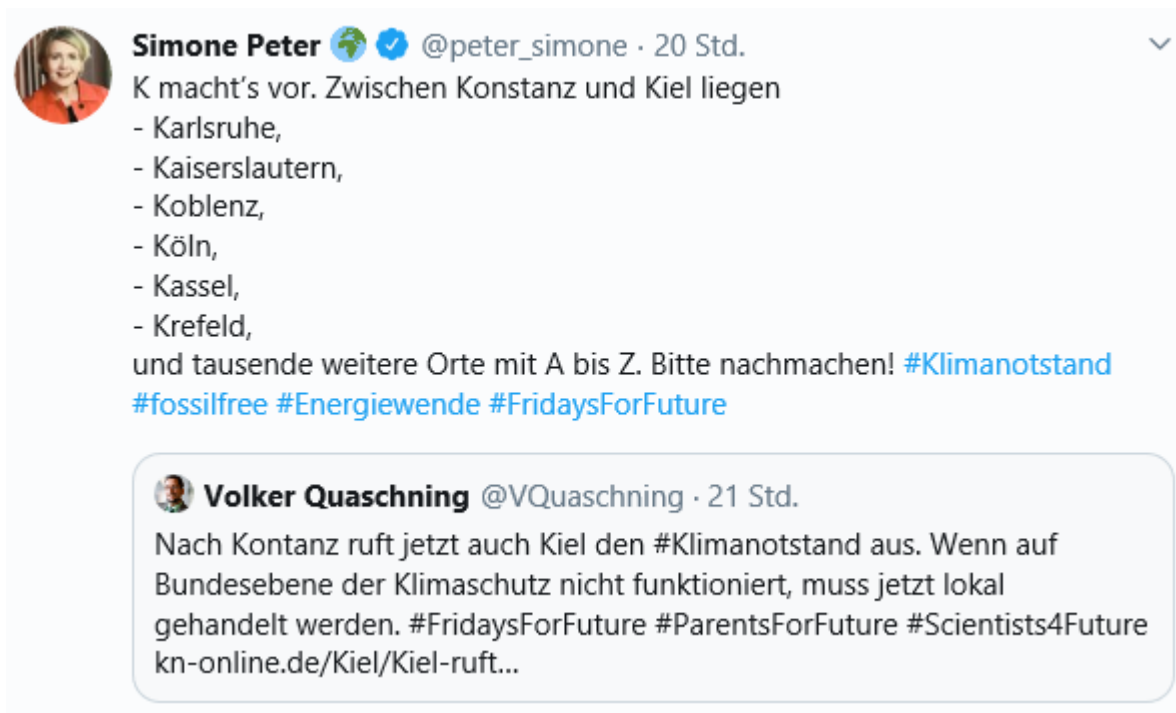 Simone Peter @peter_simone · 20 Std.
K macht’s vor. Zwischen Konstanz und Kiel liegen
- Karlsruhe,
- Kaiserslautern,
- Koblenz,
- Köln,
- Kassel,
- Krefeld,
und tausende weitere Orte mit A bis Z. Bitte nachmachen! #Klimanotstand
#fossilfree #Energiewende #FridaysForFuture
Volker Quaschning @VQuaschning · 21 Std.
Nach Kontanz ruft jetzt auch Kiel den #Klimanotstand aus. Wenn auf
Bundesebene der Klimaschutz nicht funktioniert, muss jetzt lokal
gehandelt werden. #FridaysForFuture #ParentsForFuture #Scientists4Future
kn-online.de/Kiel/Kiel-ruft...